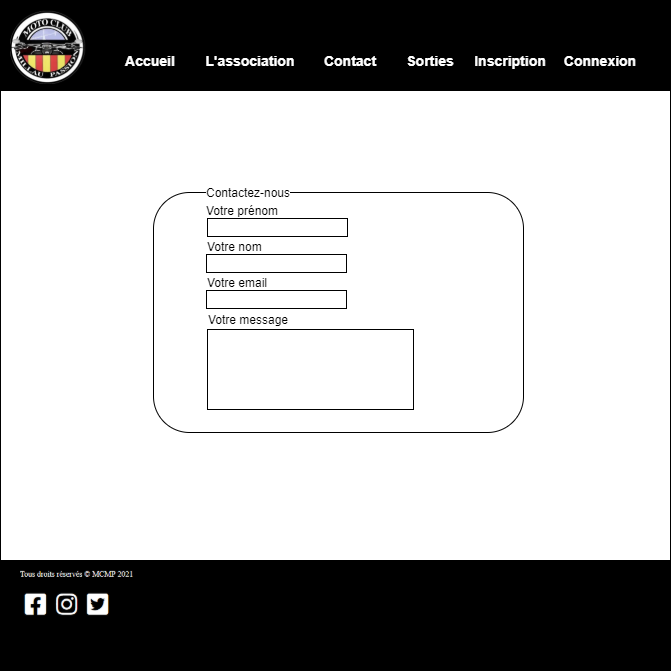 MOTO CLUB
MILLAU PASSION
Accueil L'association Contact Sorties Inscription Connexion
Contactez-nous
Votre prénom
Votre nom
Votre email
Votre message
Tous droits réservés © MCMP 2021